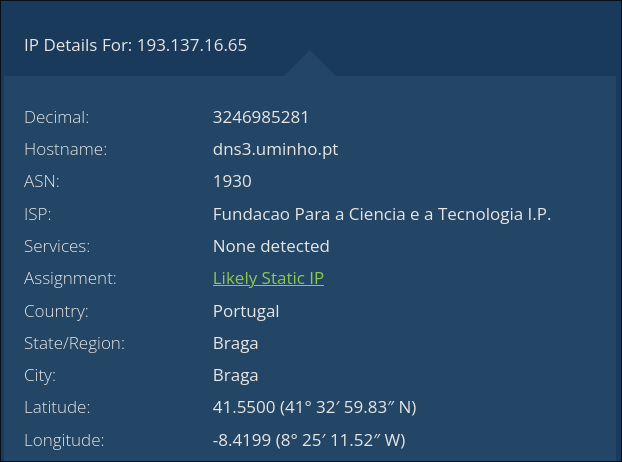 IP Details For: 193.137.16.65
Decimal: 3246985281
Hostname: dns3.uminho.pt
ASN: 1930
ISP: Fundacao Para a Ciencia e a Tecnologia I.P.
Services: None detected
Assignment: Likely Static IP
Country: Portugal
State/Region: Braga
City: Braga
Latitude: 41.5500 (41° 32′ 59.83″ N)
Longitude: -8.4199 (8° 25′ 11.52″ W)